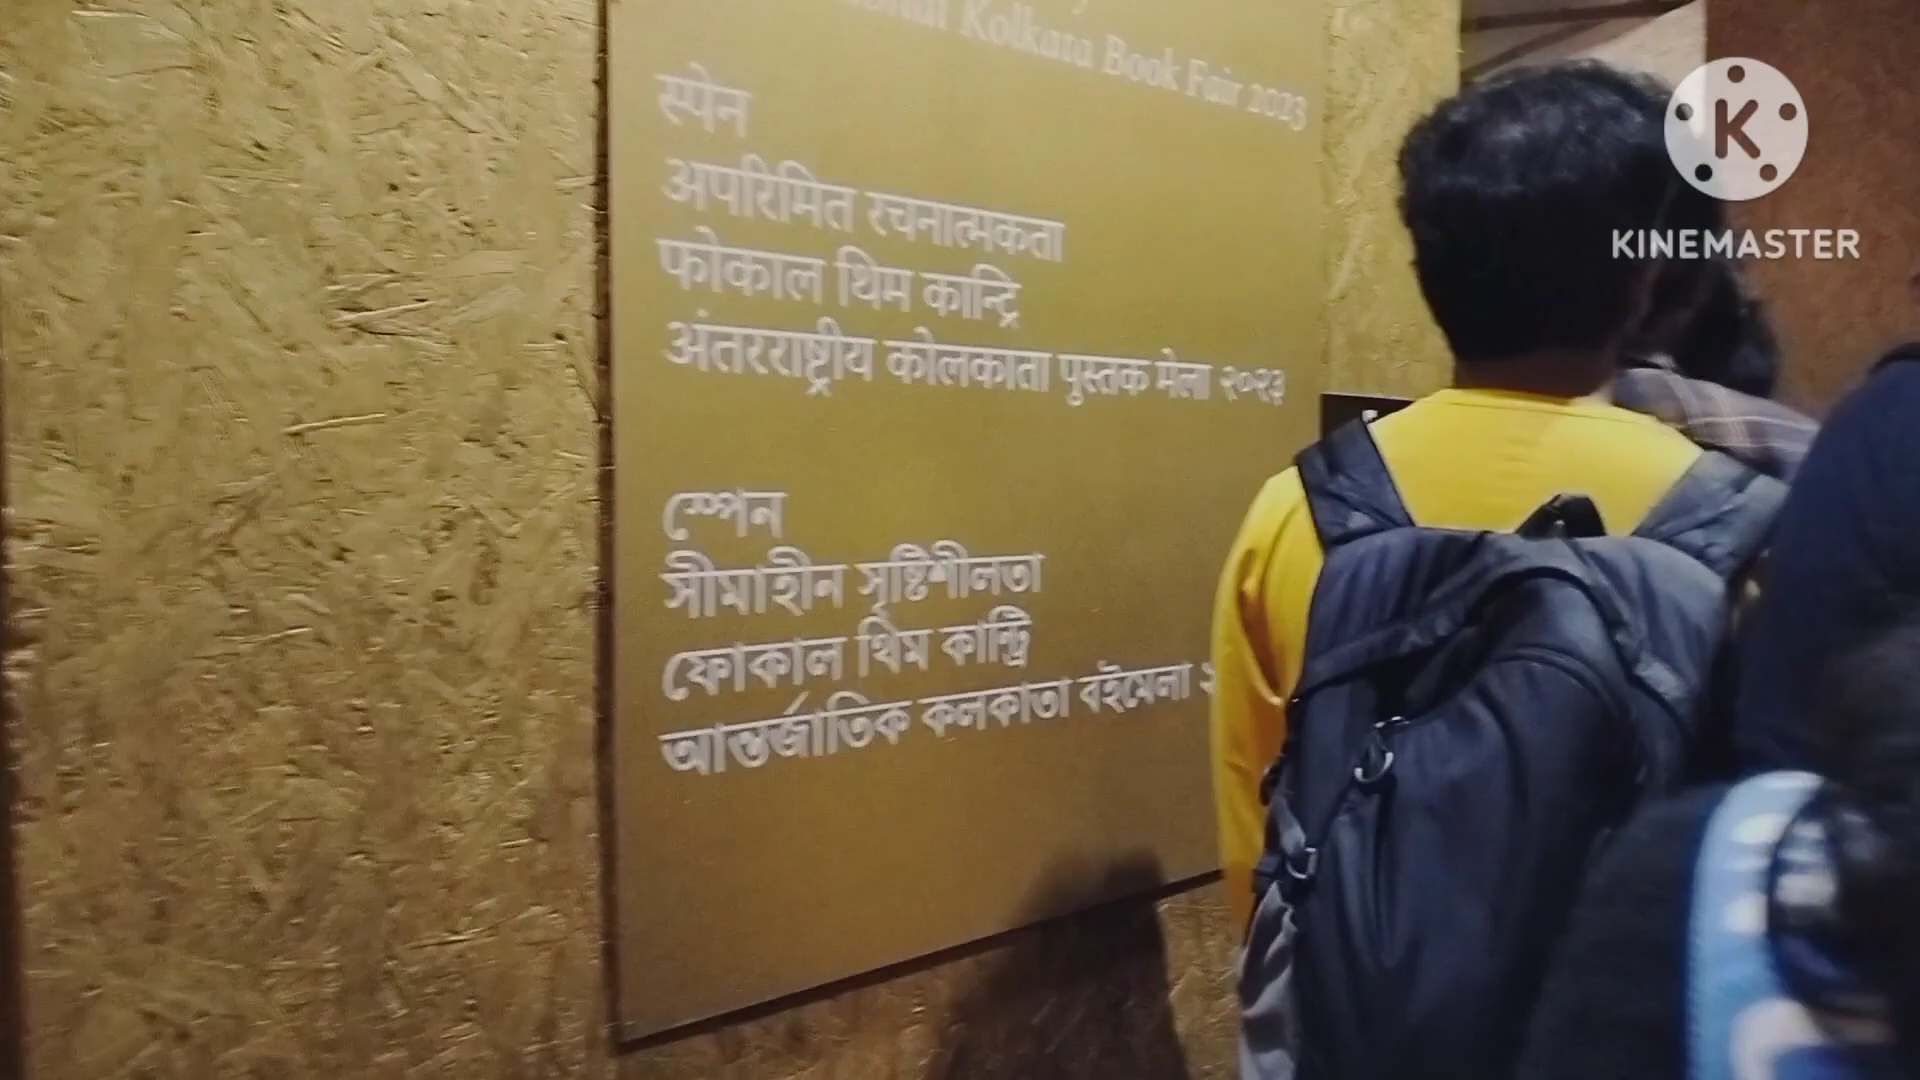 Kolkata Book Fair 2023
स्पेन
अपरिमित रचनात्मकता
फोकाल थिम कान्ट्रि
अंतरराष्ट्रीय कोलकाता पुस्तक मेला २०२३
স্পেন
সীমাহীন সৃষ্টিশীলতা
ফোকাল থিম কান্ট্রি
আন্তর্জাতিক কলকাতা বইমেলা
K
KINEMASTER